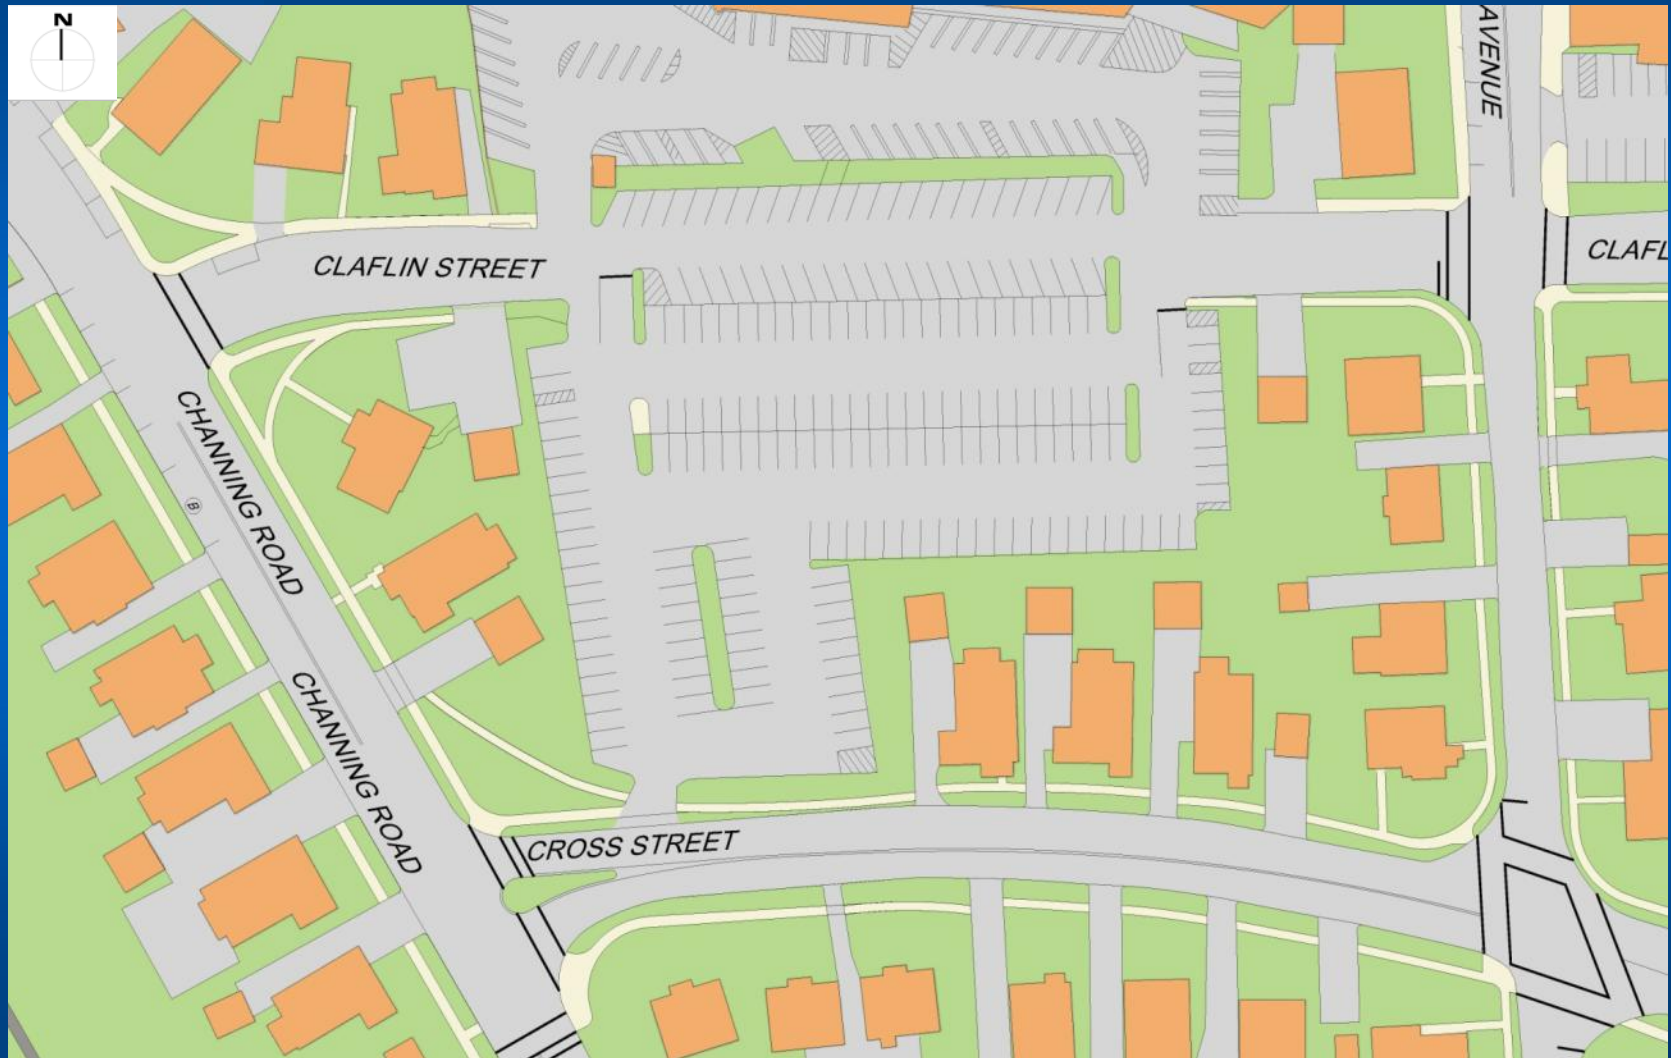 N
AVENUE
CLAFLIN STREET
CLAFL
CHANNING ROAD
B
CHANNING ROAD
CROSS STREET